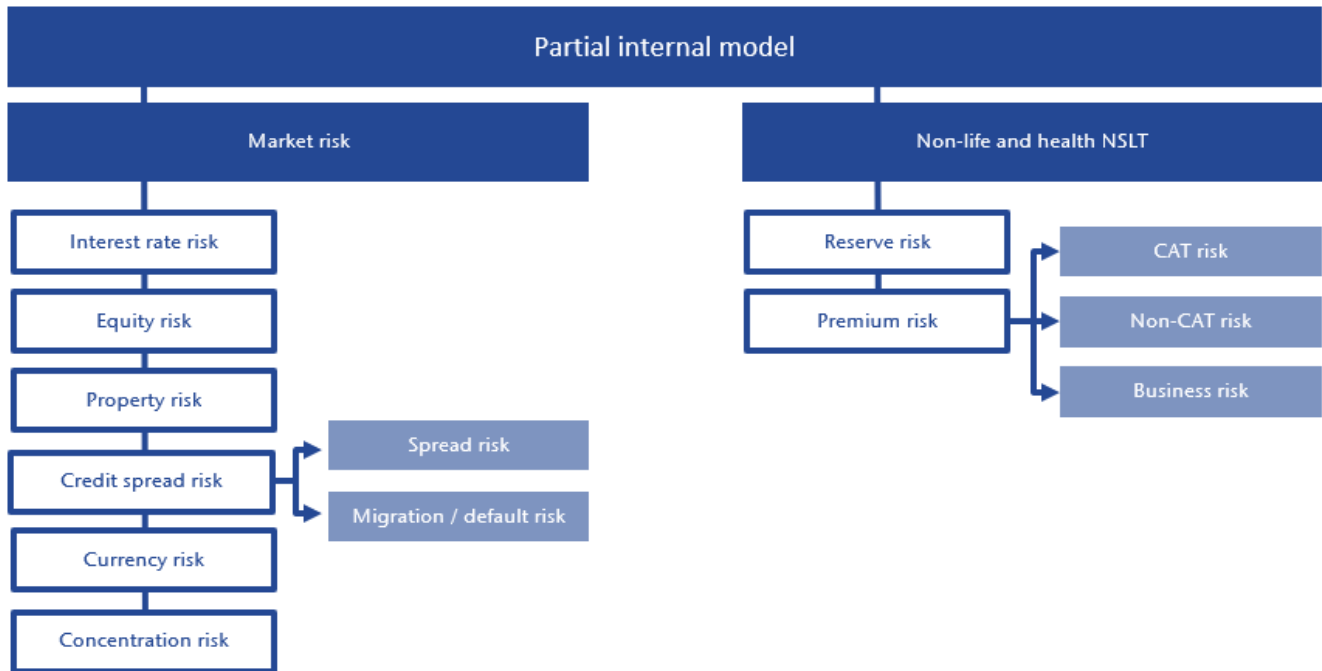 Partial internal model
Market risk
Non-life and health NSLT
Interest rate risk
Equity risk
Property risk
Credit spread risk
Spread risk
Migration / default risk
Currency risk
Concentration risk
Reserve risk
Premium risk
CAT risk
Non-CAT risk
Business risk